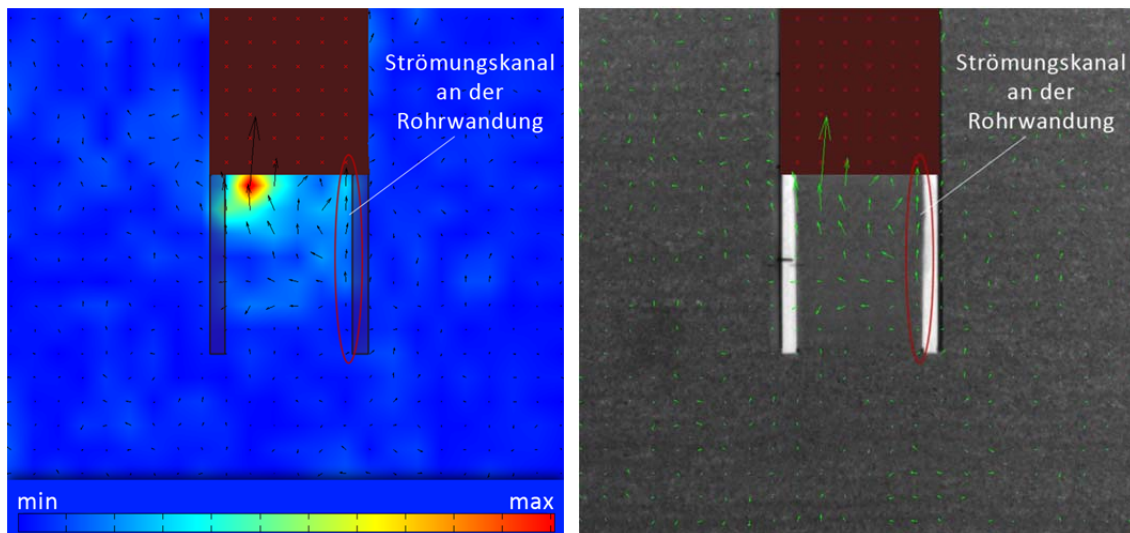 Strömungskanal
an der
Rohrwandung
min
max
Strömungskanal
an der
Rohrwandung